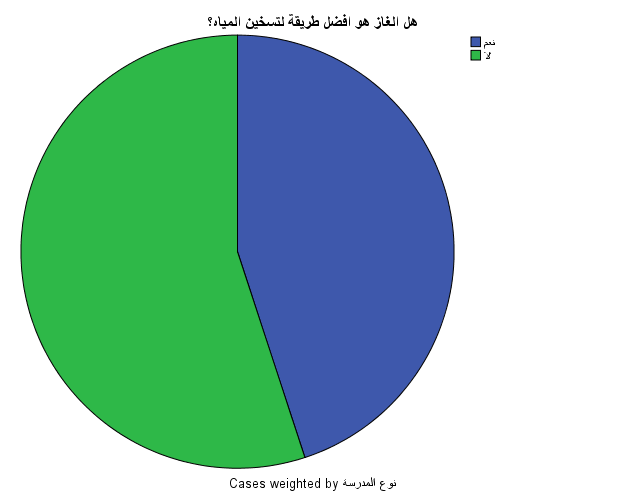 هل الغاز هو افضل طريقة لتسخين المياه؟
نعم
لا
Cases weighted by نوع المدرسة